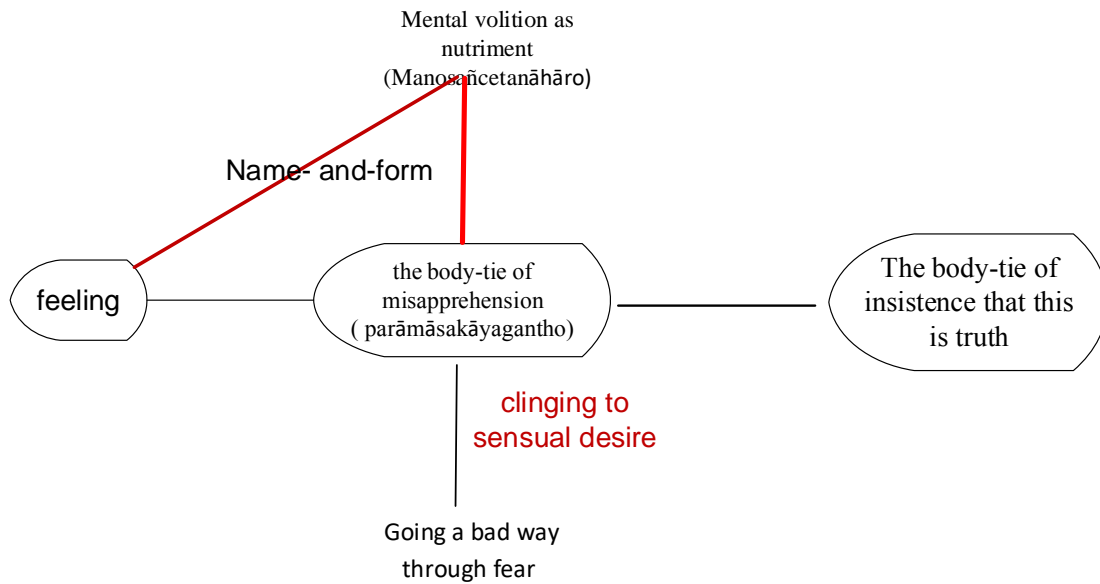 Mental volition as
nutriment
(Manosañcetanāhāro)
Name- and-form
feeling
the body-tie of
misapprehension
( parāmāsakāyagantho)
The body-tie of
insistence that this
is truth
clinging to
sensual desire
Going a bad way
through fear